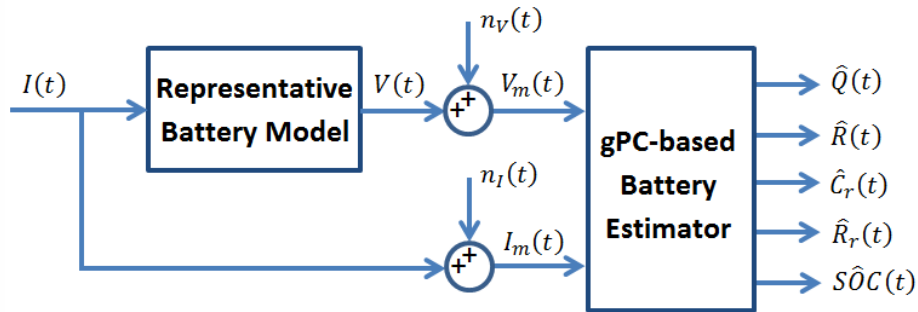 n_V(t)
I(t)
Representative
Battery Model
V(t)
++
V_m(t)
n_I(t)
++
I_m(t)
gPC-based
Battery
Estimator
Q̂(t)
R̂(t)
Ĉ_r(t)
R̂_r(t)
SÔC(t)